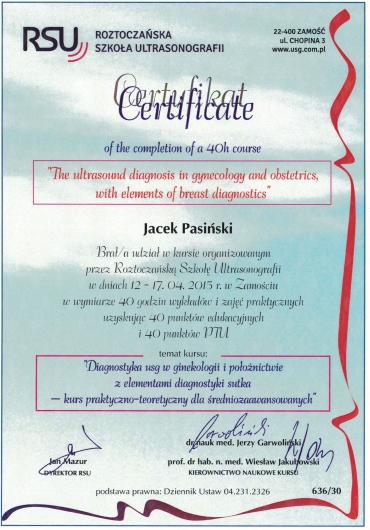 RSU ROZTOCZAŃSKA
SZKOŁA ULTRASONOGRAFII
22-400 ZAMOŚĆ
ul. CHOPINA 3
www.usg.com.pl
Certyfikat
Certificate
of the completion of a 40h course
"The ultrasound diagnosis in gynecology and obstetrics,
with elements of breast diagnostics"
Jacek Pasiński
Brał/a udział w kursie organizowanym
przez Roztoczańską Szkołę Ultrasonografii
w dniach 12 - 17. 04. 2015 r. w Zamościu
w wymiarze 40 godzin wykładów i zajęć praktycznych
uzyskując 40 punktów edukacyjnych
i 40 punktów PTU
temat kursu:
"Diagnostyka usg w ginekologii i położnictwie
z elementami diagnostyki sutka
– kurs praktyczno-teoretyczny dla średniozaawansowanych"
dr nauk med. Jerzy Garwoliński
Jan Mazur
DYREKTOR RSU
prof. dr hab. n. med. Wiesław Jakubowski
KIEROWNICTWO NAUKOWE KURSU
podstawa prawna: Dziennik Ustaw 04.231.2326
636/30